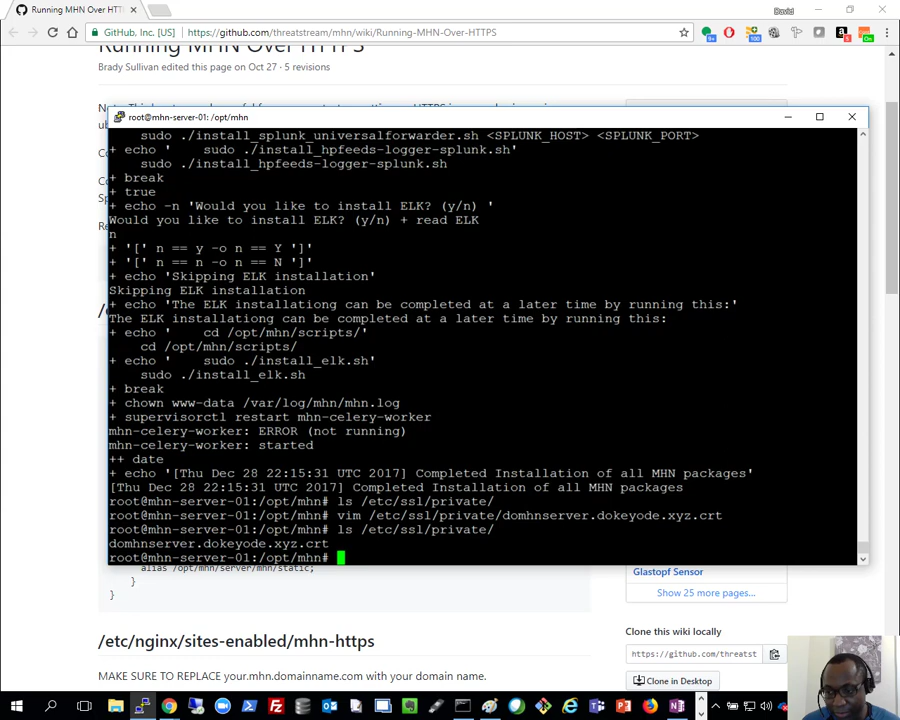 Running MHN Over HTT
David
GitHub, Inc. [US]
https://github.com/threatstream/mhn/wiki/Running-MHN-Over-HTTPS
Running MHN Over HTTPS
Brady Sullivan edited this page on Oct 27 · 5 revisions
root@mhn-server-01: /opt/mhn
    sudo ./install_splunk_universalforwarder.sh <SPLUNK_HOST> <SPLUNK_PORT>
+ echo '    sudo ./install_hpfeeds-logger-splunk.sh'
    sudo ./install_hpfeeds-logger-splunk.sh
+ break
+ true
+ echo -n 'Would you like to install ELK? (y/n) '
Would you like to install ELK? (y/n) + read ELK
n
+ '[' n == y -o n == Y ']'
+ '[' n == n -o n == N ']'
+ echo 'Skipping ELK installation'
Skipping ELK installation
+ echo 'The ELK installationg can be completed at a later time by running this:'
The ELK installationg can be completed at a later time by running this:
+ echo '    cd /opt/mhn/scripts/'
    cd /opt/mhn/scripts/
+ echo '    sudo ./install_elk.sh'
    sudo ./install_elk.sh
+ break
+ chown www-data /var/log/mhn/mhn.log
+ supervisorctl restart mhn-celery-worker
mhn-celery-worker: ERROR (not running)
mhn-celery-worker: started
++ date
+ echo '[Thu Dec 28 22:15:31 UTC 2017] Completed Installation of all MHN packages'
[Thu Dec 28 22:15:31 UTC 2017] Completed Installation of all MHN packages
root@mhn-server-01:/opt/mhn# ls /etc/ssl/private/
root@mhn-server-01:/opt/mhn# vim /etc/ssl/private/domhnserver.dokeyode.xyz.crt
root@mhn-server-01:/opt/mhn# ls /etc/ssl/private/
domhnserver.dokeyode.xyz.crt
root@mhn-server-01:/opt/mhn#
alias /opt/mhn/server/mhn/static;
}
}
Glastopf Sensor
Show 25 more pages...
/etc/nginx/sites-enabled/mhn-https
MAKE SURE TO REPLACE your.mhn.domainname.com with your domain name.
Clone this wiki locally
https://github.com/threatst
Clone in Desktop